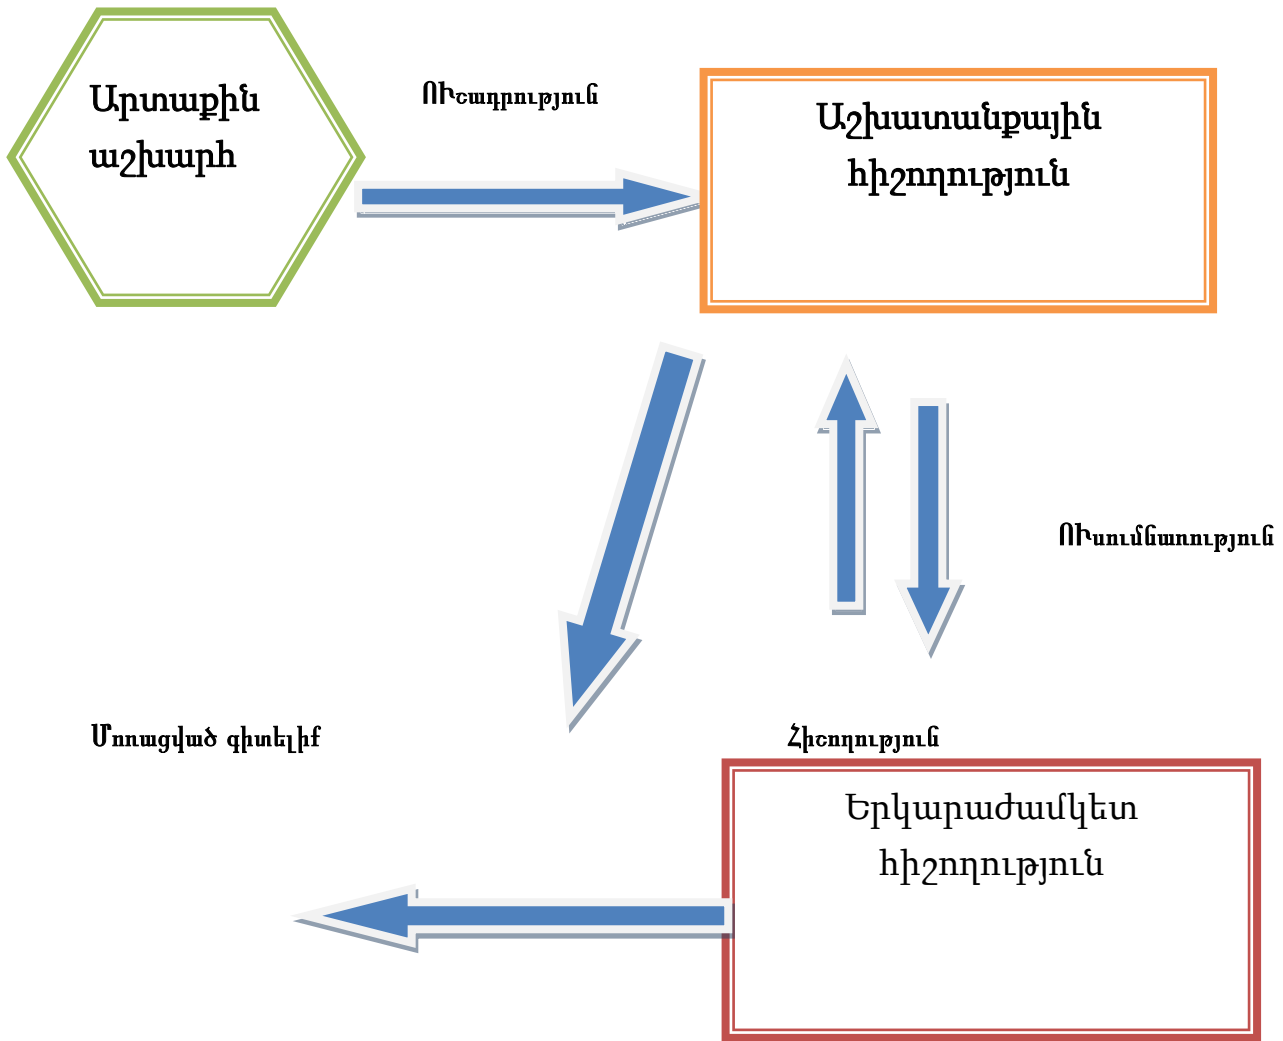 Արտաքին
աշխարհ
ՈՒշադրություն
Աշխատանքային
հիշողություն
ՈՒսումնառություն
Մոռացված գիտելիք
Հիշողություն
Երկարաժամկետ
հիշողություն